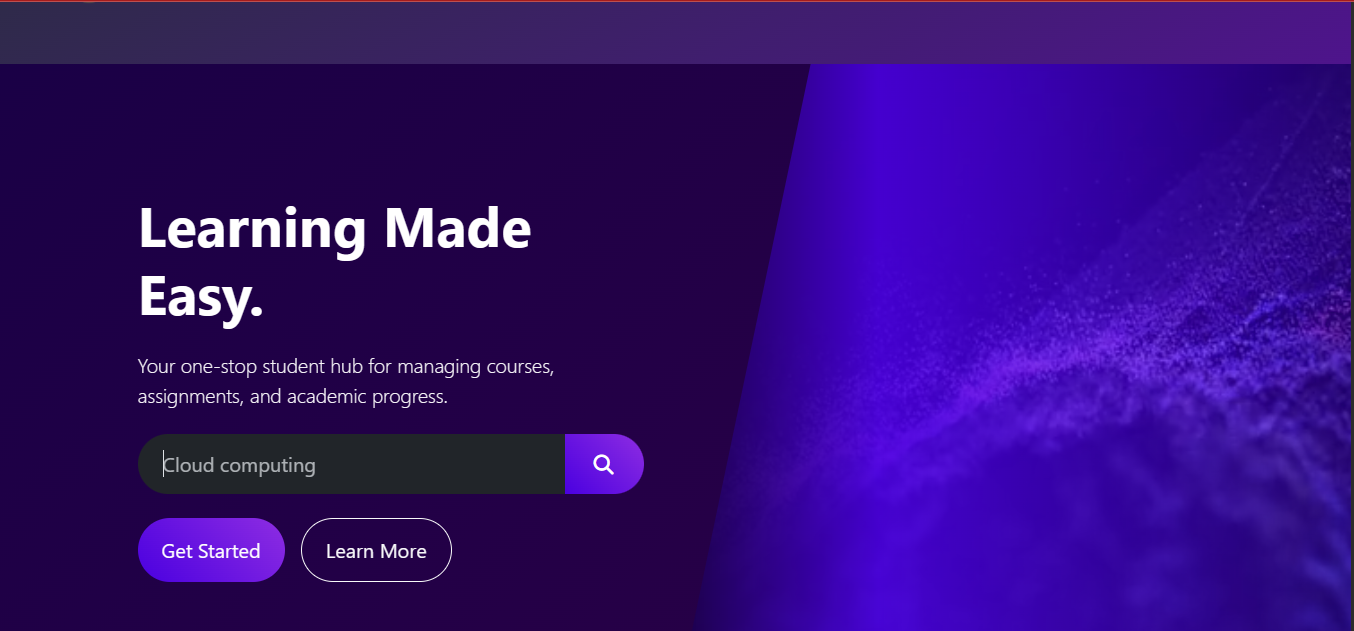 Learning Made
Easy.
Your one-stop student hub for managing courses,
assignments, and academic progress.
Cloud computing
Get Started
Learn More